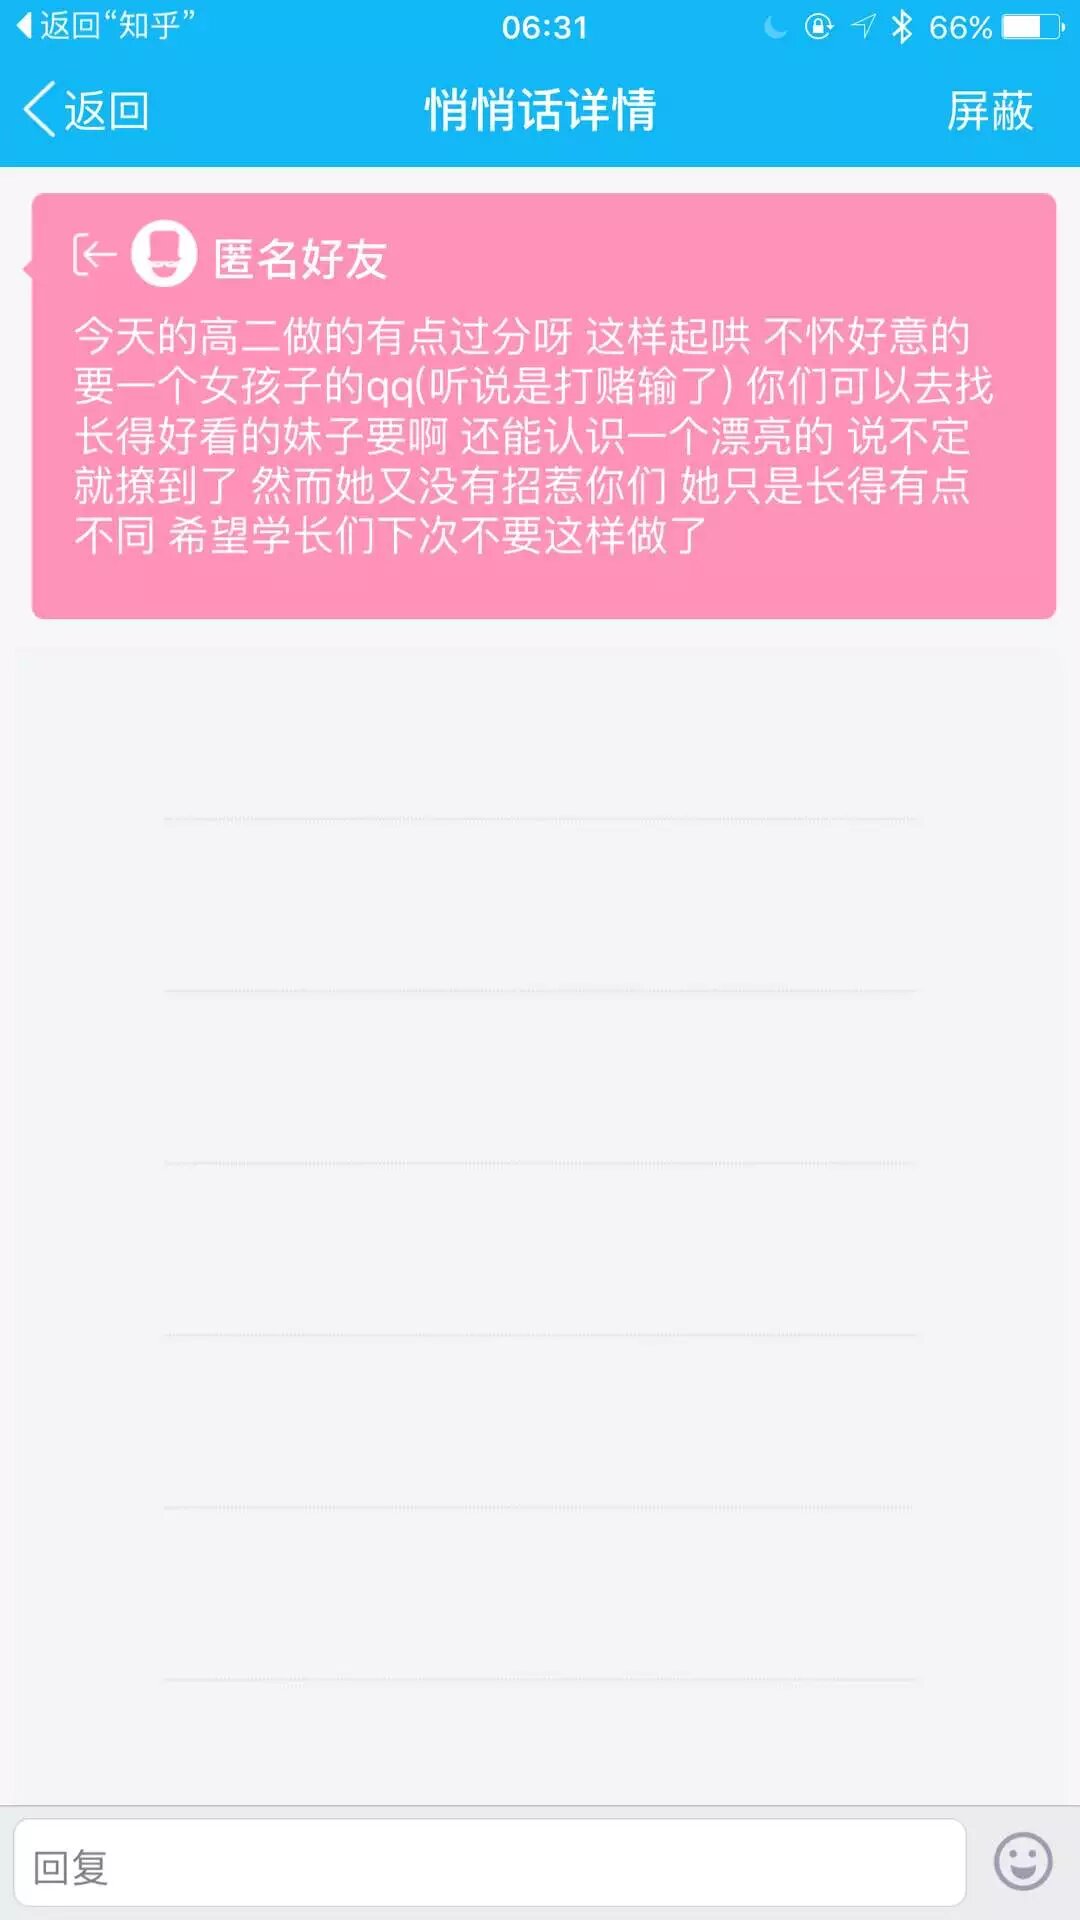 返回“知乎”
06:31
66%
返回
悄悄话详情
屏蔽
匿名好友
今天的高二做的有点过分呀 这样起哄 不怀好意的
要一个女孩子的qq(听说是打赌输了) 你们可以去找
长得好看的妹子要啊 还能认识一个漂亮的 说不定
就撩到了 然而她又没有招惹你们 她只是长得有点
不同 希望学长们下次不要这样做了
回复